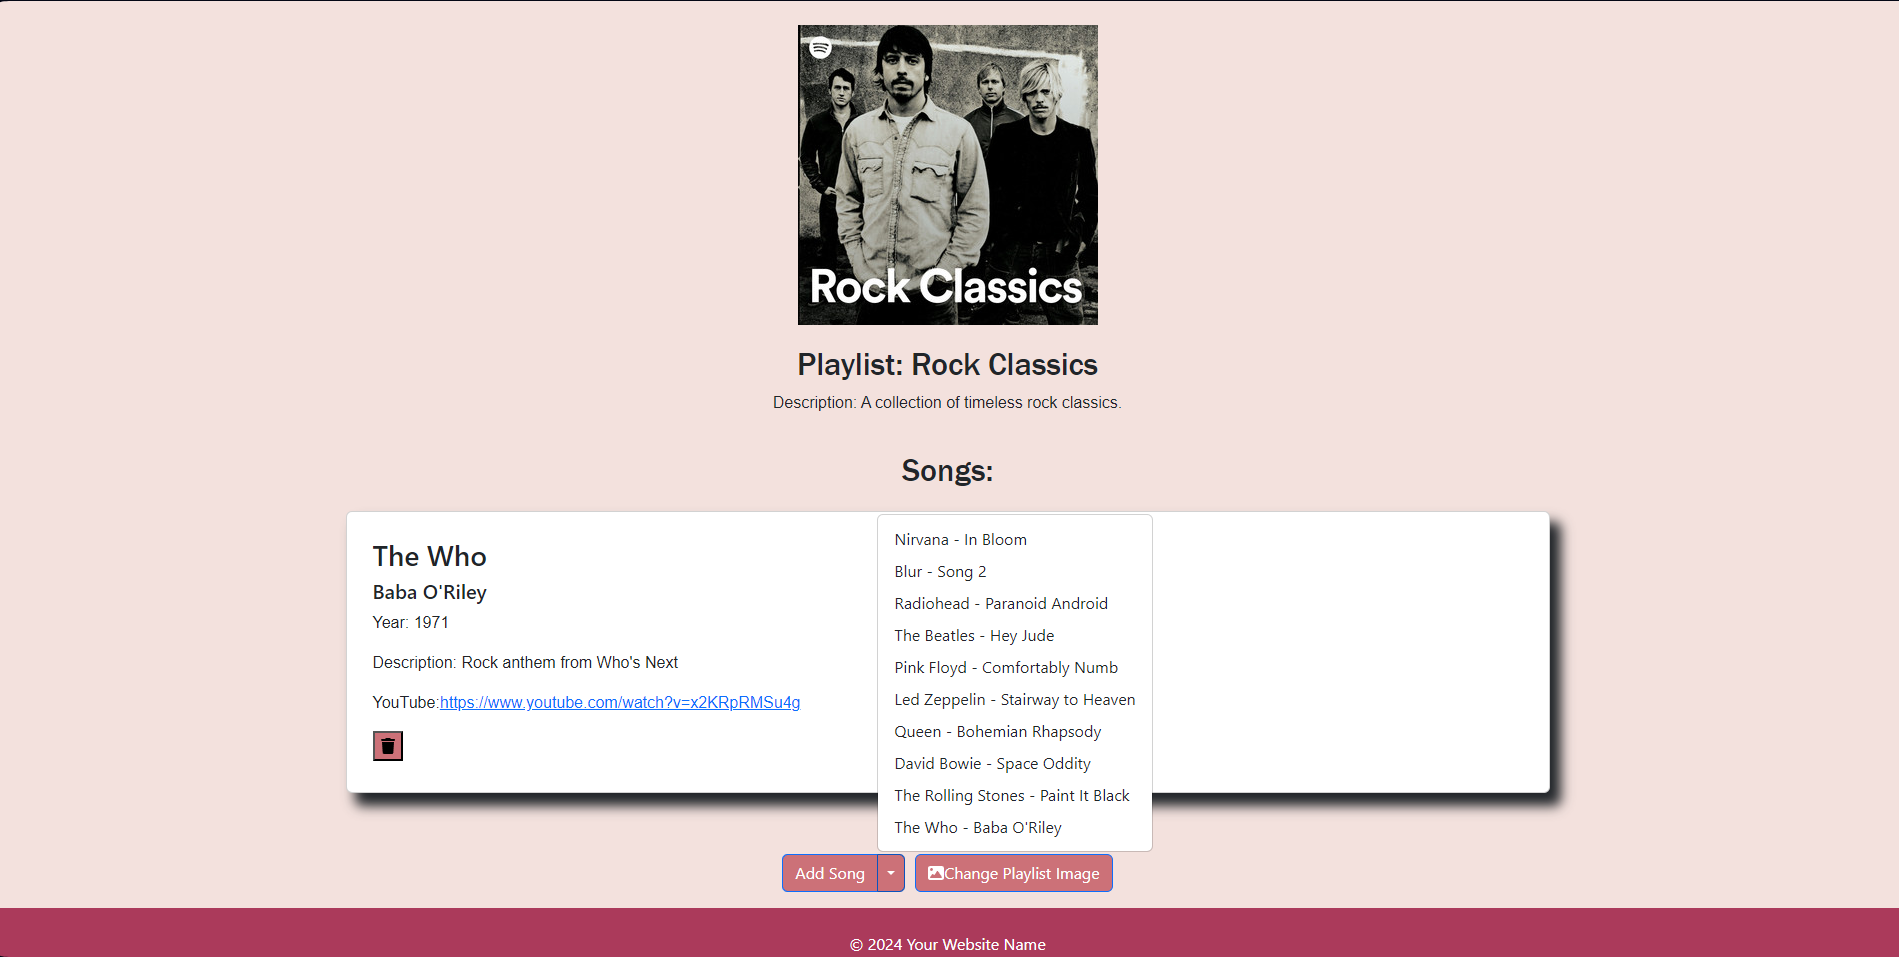 Rock Classics
Playlist: Rock Classics
Description: A collection of timeless rock classics.
Songs:
The Who
Baba O'Riley
Year: 1971
Description: Rock anthem from Who's Next
YouTube:https://www.youtube.com/watch?v=x2KRpRMSu4g
Nirvana - In Bloom
Blur - Song 2
Radiohead - Paranoid Android
The Beatles - Hey Jude
Pink Floyd - Comfortably Numb
Led Zeppelin - Stairway to Heaven
Queen - Bohemian Rhapsody
David Bowie - Space Oddity
The Rolling Stones - Paint It Black
The Who - Baba O'Riley
Add Song
Change Playlist Image
© 2024 Your Website Name